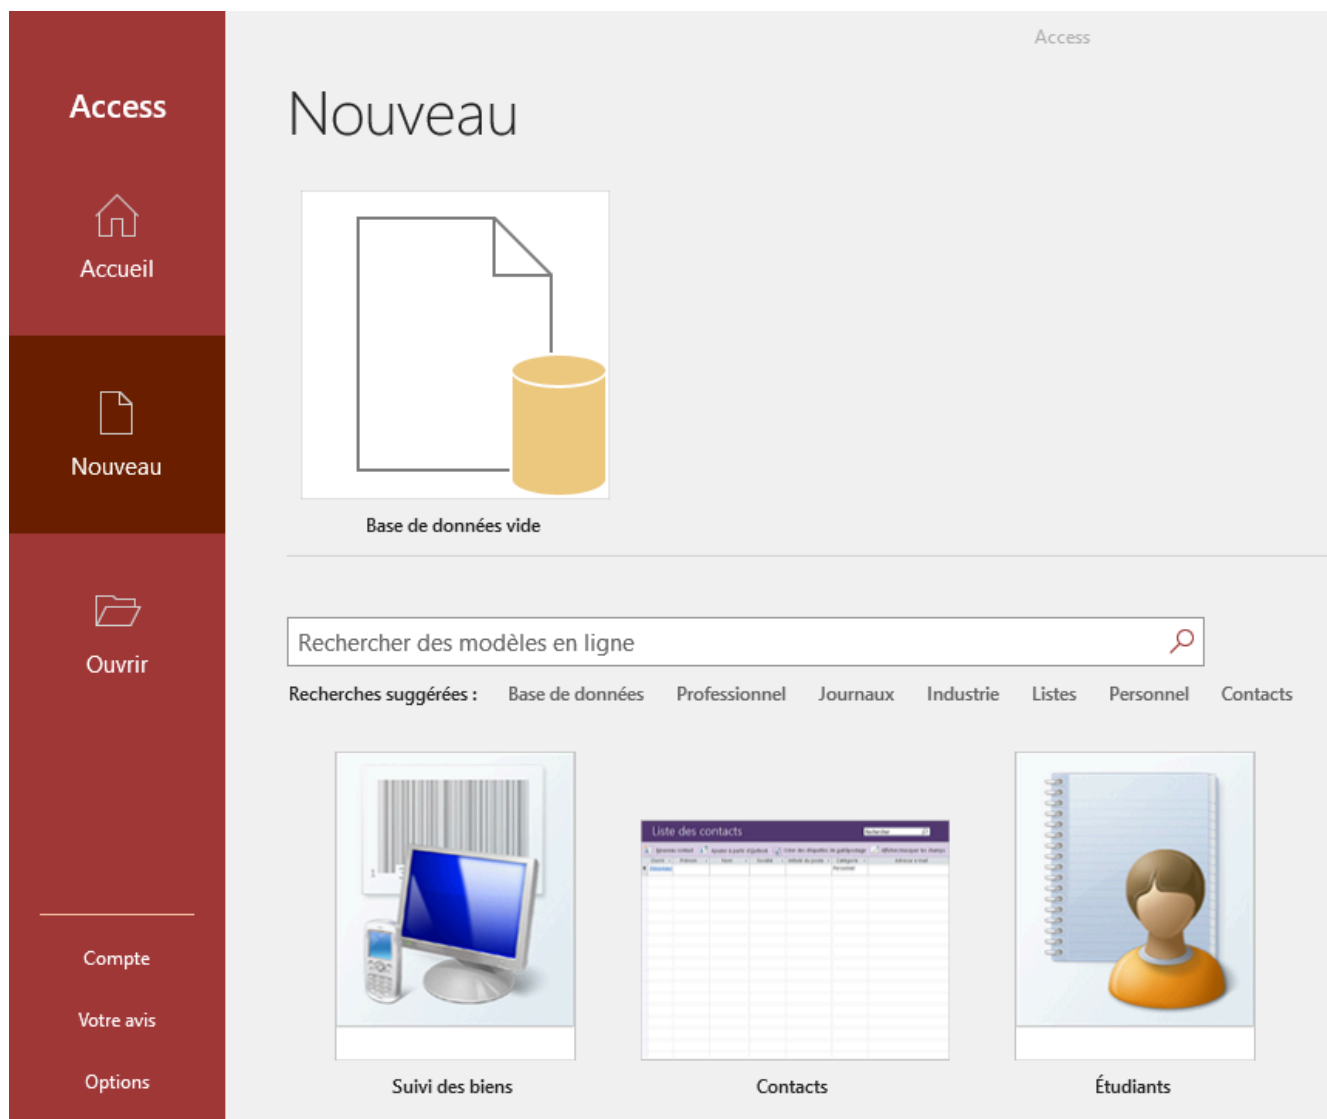 Access
Access
Nouveau
Accueil
Nouveau
Base de données vide
Ouvrir
Rechercher des modèles en ligne
Recherches suggérées : Base de données Professionnel Journaux Industrie Listes Personnel Contacts
Liste des contacts
Rechercher
Compte
Votre avis
Options
Suivi des biens
Contacts
Étudiants